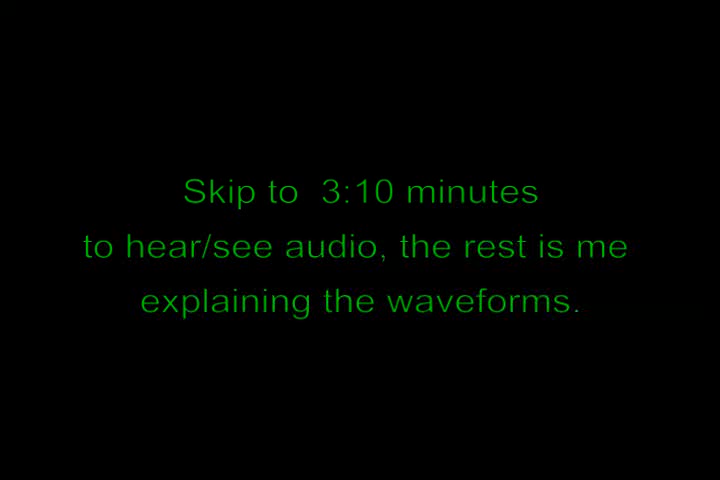 Skip to  3:10 minutes
to hear/see audio, the rest is me
explaining the waveforms.